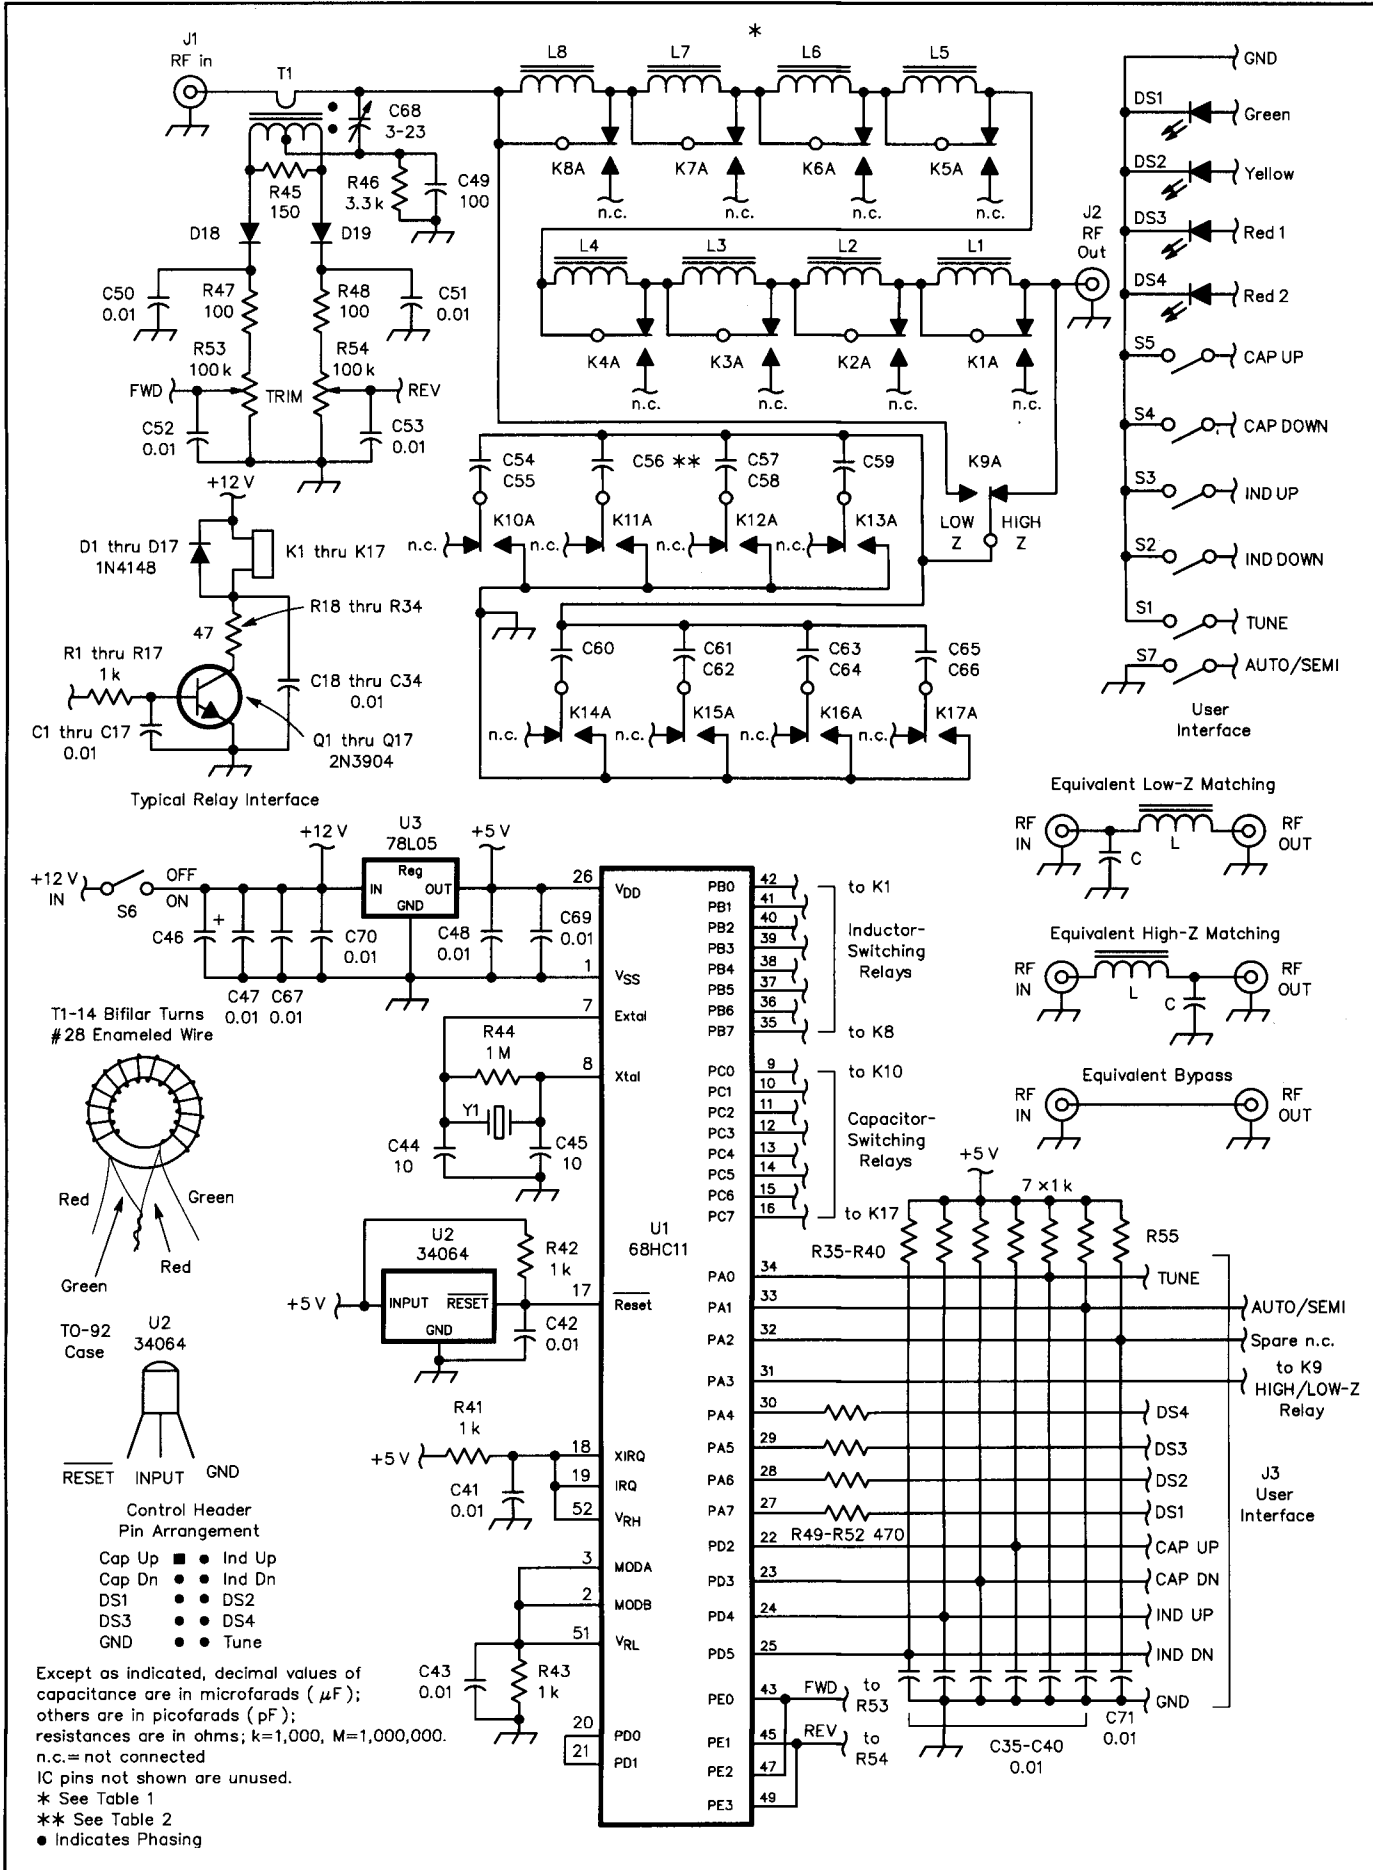 J1
RF in
T1
C68
3-23
R45
150
R46
3.3 k
C49
100
D18
D19
C50
0.01
R47
100
R48
100
C51
0.01
R53
100 k
R54
100 k
FWD
TRIM
REV
C52
0.01
C53
0.01
*
L8
L7
L6
L5
K8A
K7A
K6A
K5A
n.c.
n.c.
n.c.
n.c.
L4
L3
L2
L1
J2
RF
Out
K4A
K3A
K2A
K1A
n.c.
n.c.
n.c.
n.c.
C54
C55
C56 **
C57
C58
C59
K9A
LOW
Z
HIGH
Z
K10A
K11A
K12A
K13A
n.c.
n.c.
n.c.
n.c.
C60
C61
C62
C63
C64
C65
C66
K14A
K15A
K16A
K17A
n.c.
n.c.
n.c.
n.c.
GND
DS1
Green
DS2
Yellow
DS3
Red 1
DS4
Red 2
S5
CAP UP
S4
CAP DOWN
S3
IND UP
S2
IND DOWN
S1
TUNE
S7
AUTO/SEMI
User
Interface
+12 V
D1 thru D17
1N4148
K1 thru K17
R18 thru R34
47
R1 thru R17
1 k
C18 thru C34
0.01
C1 thru C17
0.01
Q1 thru Q17
2N3904
Typical Relay Interface
Equivalent Low-Z Matching
RF
IN
C
L
RF
OUT
Equivalent High-Z Matching
RF
IN
L
C
RF
OUT
Equivalent Bypass
RF
IN
RF
OUT
+12 V
IN
S6
OFF
ON
+12 V
U3
78L05
Reg
IN
OUT
GND
+5 V
C46
+
C47
0.01
C67
0.01
C70
0.01
C48
0.01
C69
0.01
26
VDD
1
VSS
7
Extal
R44
1 M
8
Xtal
Y1
C44
10
C45
10
T1-14 Bifilar Turns
#28 Enameled Wire
Red
Green
Green
Red
U2
34064
R42
1 k
+5 V
INPUT
RESET
GND
17
Reset
C42
0.01
U1
68HC11
TO-92
Case
U2
34064
RESET
INPUT
GND
R41
1 k
+5 V
C41
0.01
18
XIRQ
19
IRQ
52
VRH
3
MODA
2
MODB
51
VRL
C43
0.01
R43
1 k
20
PD0
21
PD1
PB0
42
to K1
PB1
41
PB2
40
PB3
39
PB4
38
PB5
37
PB6
36
PB7
35
to K8
Inductor-
Switching
Relays
PC0
9
to K10
PC1
10
PC2
11
PC3
12
PC4
13
PC5
14
PC6
15
PC7
16
to K17
Capacitor-
Switching
Relays
+5 V
7 x 1 k
R35-R40
R55
PA0
34
TUNE
PA1
33
AUTO/SEMI
PA2
32
Spare n.c.
PA3
31
to K9
HIGH/LOW-Z
Relay
PA4
30
DS4
PA5
29
DS3
PA6
28
DS2
PA7
27
DS1
R49-R52 470
PD2
22
CAP UP
PD3
23
CAP DN
PD4
24
IND UP
PD5
25
IND DN
GND
J3
User
Interface
PE0
43
FWD
to
R53
PE1
45
REV
to
R54
PE2
47
PE3
49
C35-C40
0.01
C71
0.01
Control Header
Pin Arrangement
Cap Up ■ ● Ind Up
Cap Dn ● ● Ind Dn
DS1 ● ● DS2
DS3 ● ● DS4
GND ● ● Tune
Except as indicated, decimal values of
capacitance are in microfarads ( μF);
others are in picofarads ( pF);
resistances are in ohms; k=1,000, M=1,000,000.
n.c.= not connected
IC pins not shown are unused.
* See Table 1
** See Table 2
● Indicates Phasing